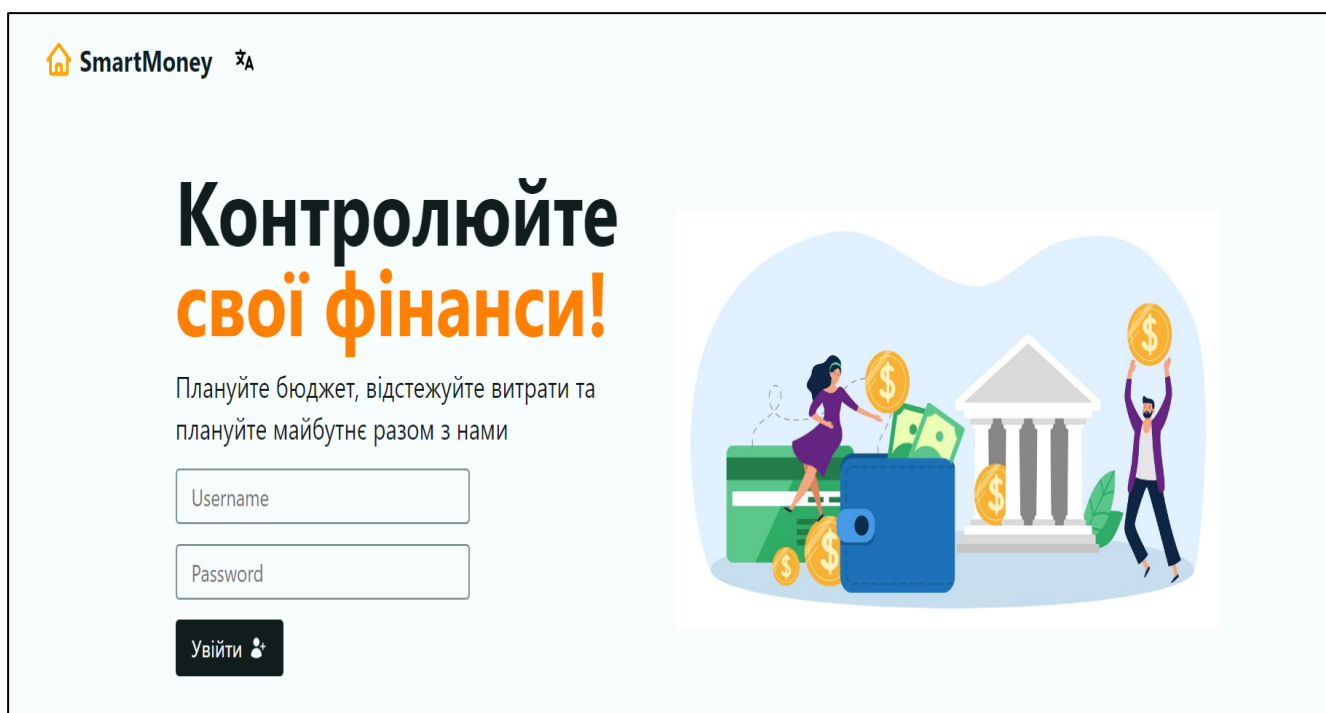 SmartMoney
Контролюйте
свої фінанси!
Плануйте бюджет, відстежуйте витрати та
плануйте майбутнє разом з нами
Username
Password
Увійти